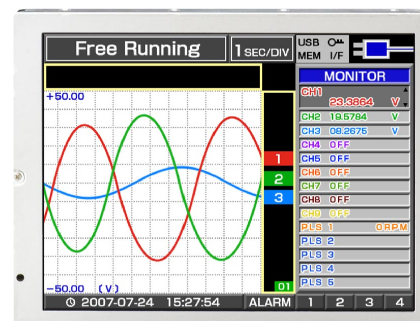 Free Running
1 SEC/DIV
USB
MEM I/F
MONITOR
+50.00
CH1
23.3864 V
CH2 19.5784 V
CH3 08.2675 V
CH4 OFF
CH5 OFF
CH6 OFF
CH7 OFF
CH8 OFF
CH9 OFF
PLS 1 0RPM
PLS 2
PLS 3
PLS 4
PLS 5
1
2
3
-50.00 (V)
01
2007-07-24 15:27:54
ALARM 1 2 3 4